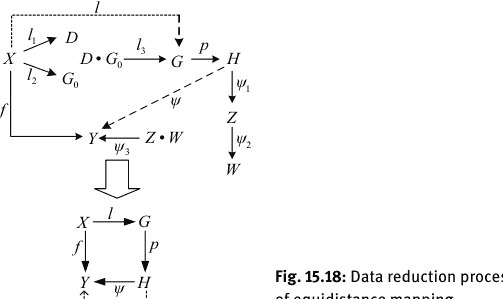 l
l₁ D l₃ p
X D • G₀ G H
l₂ G₀
f ψ ψ₁
Z
Y ψ₃ Z • W ψ₂
W
l
X G
f p
Y ψ H
Fig. 15.18: Data reduction proces
of equidistance mapping